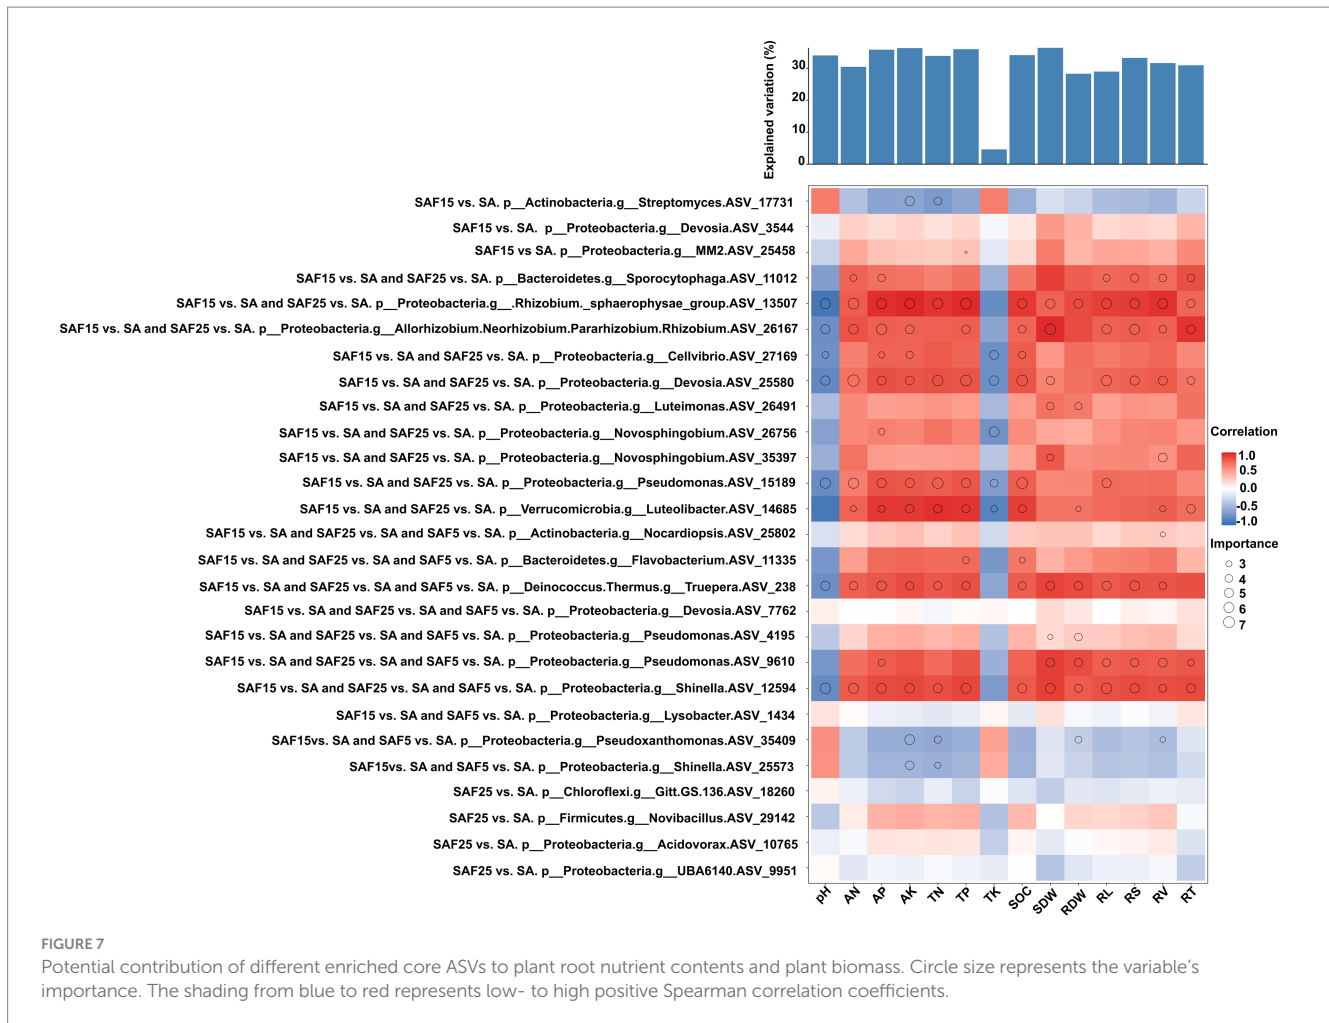 Explained variation (%)
30
20
10
0
SAF15 vs. SA. p__Actinobacteria.g__Streptomyces.ASV_17731
SAF15 vs. SA. p__Proteobacteria.g__Devosia.ASV_3544
SAF15 vs SA. p__Proteobacteria.g__MM2.ASV_25458
SAF15 vs. SA and SAF25 vs. SA. p__Bacteroidetes.g__Sporocytophaga.ASV_11012
SAF15 vs. SA and SAF25 vs. SA. p__Proteobacteria.g__.Rhizobium._sphaerophysae_group.ASV_13507
SAF15 vs. SA and SAF25 vs. SA. p__Proteobacteria.g__Allorhizobium.Neorhizobium.Pararhizobium.Rhizobium.ASV_26167
SAF15 vs. SA and SAF25 vs. SA. p__Proteobacteria.g__Cellvibrio.ASV_27169
SAF15 vs. SA and SAF25 vs. SA. p__Proteobacteria.g__Devosia.ASV_25580
SAF15 vs. SA and SAF25 vs. SA. p__Proteobacteria.g__Luteimonas.ASV_26491
SAF15 vs. SA and SAF25 vs. SA. p__Proteobacteria.g__Novosphingobium.ASV_26756
SAF15 vs. SA and SAF25 vs. SA. p__Proteobacteria.g__Novosphingobium.ASV_35397
SAF15 vs. SA and SAF25 vs. SA. p__Proteobacteria.g__Pseudomonas.ASV_15189
SAF15 vs. SA and SAF25 vs. SA. p__Verrucomicrobia.g__Luteolibacter.ASV_14685
SAF15 vs. SA and SAF25 vs. SA and SAF5 vs. SA. p__Actinobacteria.g__Nocardiopsis.ASV_25802
SAF15 vs. SA and SAF25 vs. SA and SAF5 vs. SA. p__Bacteroidetes.g__Flavobacterium.ASV_11335
SAF15 vs. SA and SAF25 vs. SA and SAF5 vs. SA. p__Deinococcus.Thermus.g__Truepera.ASV_238
SAF15 vs. SA and SAF25 vs. SA and SAF5 vs. SA. p__Proteobacteria.g__Devosia.ASV_7762
SAF15 vs. SA and SAF25 vs. SA and SAF5 vs. SA. p__Proteobacteria.g__Pseudomonas.ASV_4195
SAF15 vs. SA and SAF25 vs. SA and SAF5 vs. SA. p__Proteobacteria.g__Pseudomonas.ASV_9610
SAF15 vs. SA and SAF25 vs. SA and SAF5 vs. SA. p__Proteobacteria.g__Shinella.ASV_12594
SAF15 vs. SA and SAF5 vs. SA. p__Proteobacteria.g__Lysobacter.ASV_1434
SAF15vs. SA and SAF5 vs. SA. p__Proteobacteria.g__Pseudoxanthomonas.ASV_35409
SAF15vs. SA and SAF5 vs. SA. p__Proteobacteria.g__Shinella.ASV_25573
SAF25 vs. SA. p__Chloroflexi.g__Gitt.GS.136.ASV_18260
SAF25 vs. SA. p__Firmicutes.g__Novibacillus.ASV_29142
SAF25 vs. SA. p__Proteobacteria.g__Acidovorax.ASV_10765
SAF25 vs. SA. p__Proteobacteria.g__UBA6140.ASV_9951
pH AN AP AK TN TP TK SOC SDW RDW RL RS RV RT
Correlation
1.0
0.5
0.0
-0.5
-1.0
Importance
3
4
5
6
7
FIGURE 7
Potential contribution of different enriched core ASVs to plant root nutrient contents and plant biomass. Circle size represents the variable's
importance. The shading from blue to red represents low- to high positive Spearman correlation coefficients.